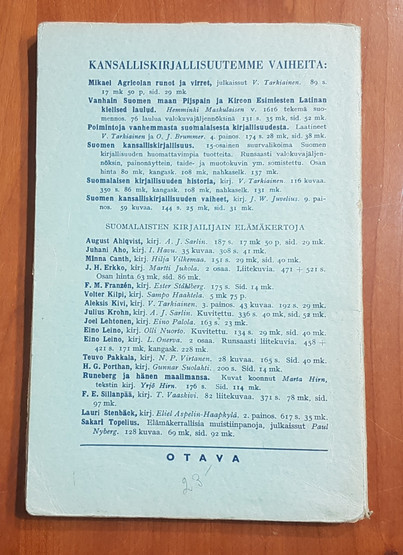 KANSALLISKIRJALLISUUTEMME VAIHEITA:
Mikael Agricolan runot ja virret, julkaissut V. Tarkiainen. 89 s.
17 mk 50 p, sid. 29 mk.
Vanhain Suomen maan Pijspain ja Kircon Esimiesten Latinan
kielised laulud. Hemminki Maskulaisen v. 1616 tekemä suo-
mennos. 76 laulua valokuvajäljennöksinä 131 s. 35 mk, sid. 52 mk.
Poimintoja vanhemmasta suomalaisesta kirjallisuudesta. Laatineet
V. Tarkiainen ja O. J. Brummer. 4. painos. 174 s. 28 mk, sid. 38 mk.
Suomen kansalliskirjallisuus. 15-osainen suurvalikoima Suomen
kirjallisuuden huomattavimpia tuotteita. Runsaasti valokuvajäljen-
nöksin, painosnäyttein, taide- ja muotokuvin ym. somistettu. Osan
hinta 80 mk, kangask. 108 mk, nahkaselk. 137 mk.
Suomalaisen kirjallisuuden historia, kirj. V. Tarkiainen. 116 kuvaa.
350 s. 86 mk, kangask. 108 mk, nahkaselk. 131 mk.
Suomen kansalliskirjallisuuden vaiheet, kirj. J. W. Juvelius. 9. pai-
nos. 59 kuvaa. 144 s. 25 mk, sid. 31 mk.
SUOMALAISTEN KIRJAILIJAIN ELÄMÄKERTOJA
August Ahlqvist, kirj. A. J. Sarlin. 187 s. 17 mk 50 p. sid. 29 mk.
Juhani Aho, kirj. I. Havu. 35 kuvaa. 308 s. 41 mk.
Minna Canth, kirj. Hilja Vilkemaa. 151 s. 29 mk, sid. 40 mk.
J. H. Erkko, kirj. Martti Juhola. 2 osaa. Liitekuvia. 471 + 521 s.
Osan hinta 63 mk, sid. 86 mk.
F. M. Franzén, kirj. Ester Ståhlberg. 175 s. Sid. 14 mk.
Volter Kilpi, kirj. Sampo Haahtela. 5 mk 75 p.
Aleksis Kivi, kirj. V. Tarkiainen. 3. painos. 43 kuvaa. 192 s. 29 mk.
Julius Krohn, kirj. A. J. Sarlin. Kuvitettu. 336 s. 40 mk, sid. 52 mk.
Joel Lehtonen, kirj. Eino Palola. 163 s. 23 mk.
Eino Leino, kirj. Olli Nuorto. Kuvitettu. 134 s. 29 mk, sid. 40 mk.
Eino Leino, kirj. L. Onerva. 2 osaa. Runsaasti liitekuvia. 458 +
421 s. 171 mk, kangask. 228 mk.
Teuvo Pakkala, kirj. N. P. Virtanen. 28 kuvaa. 165 s. Sid. 40 mk.
H. G. Porthan, kirj. Gunnar Suolahti. 200 s. Sid. 14 mk.
Runeberg ja hänen maailmansa. Kuvat koonnut Marta Hirn,
tekstin kirj. Yrjö Hirn. 176 s. Sid. 114 mk.
F. E. Sillanpää, kirj. T. Vaaskivi. 82 liitekuvaa. 371 s. 78 mk, sid.
97 mk.
Lauri Stenbäck, kirj. Eliel Aspelin-Haapkylä. 2. painos. 617 s. 35 mk.
Sakari Topelius, Elämäkerrallisia muistiinpanoja, julkaissut Paul
Nyberg. 128 kuvaa. 69 mk, sid. 92 mk.
OTAVA